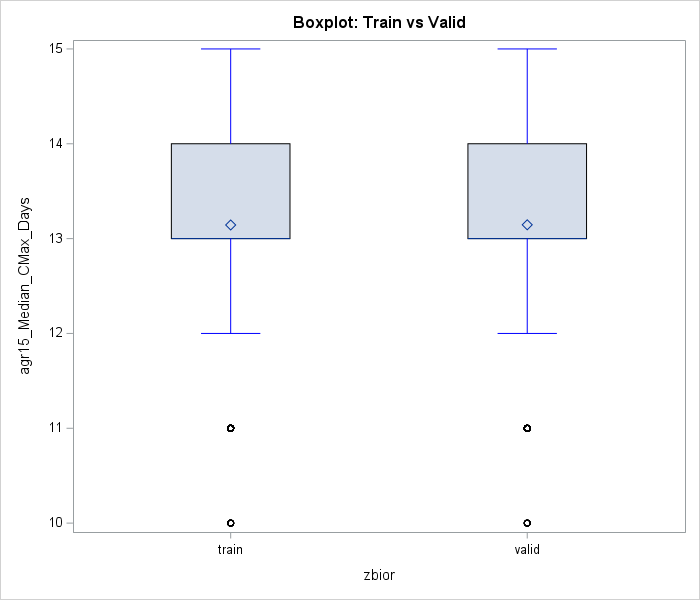 Boxplot: Train vs Valid
agr15_Median_CMax_Days
15
14
13
12
11
10
train valid
zbior